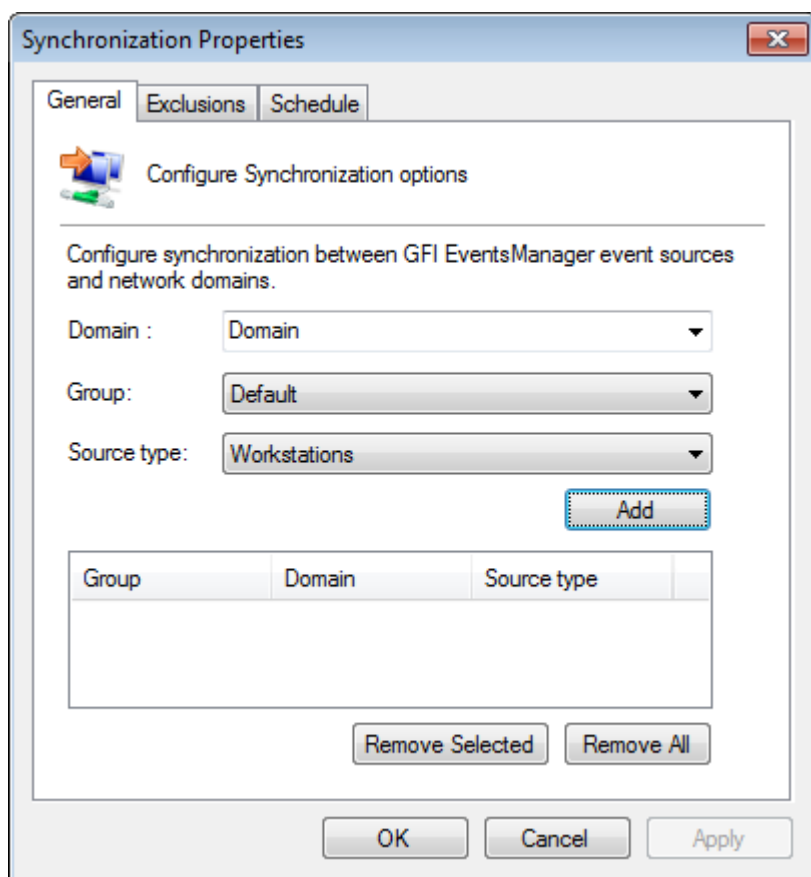 Synchronization Properties
General Exclusions Schedule
Configure Synchronization options
Configure synchronization between GFI EventsManager event sources
and network domains.
Domain : Domain
Group: Default
Source type: Workstations
Add
Group Domain Source type
Remove Selected Remove All
OK Cancel Apply